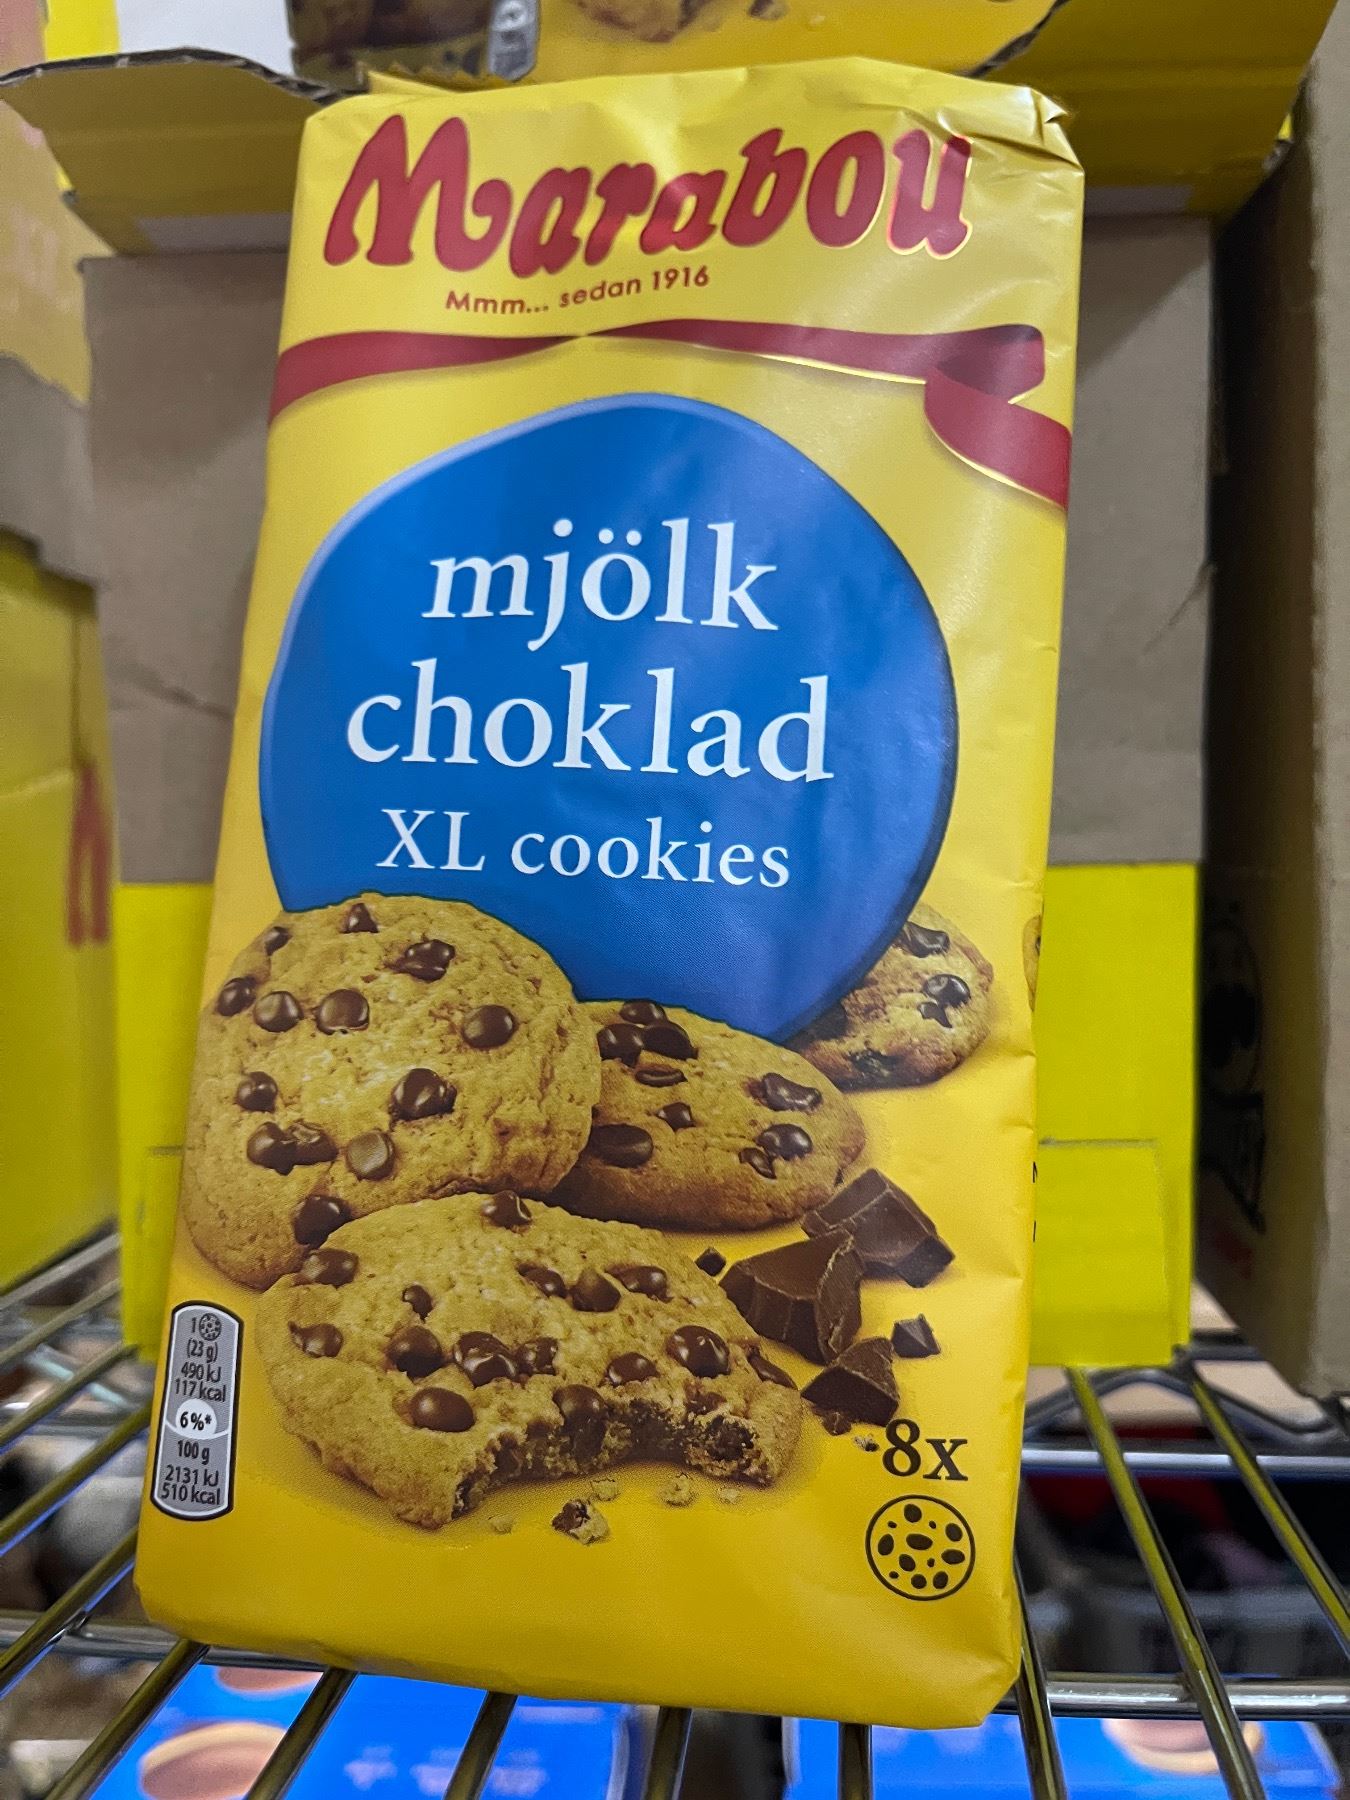 Marabou
Mmm... sedan 1916
mjölk
choklad
XL cookies
1
(23 g)
490 kJ
117 kcal
6%*
100 g
2131 kJ
510 kcal
8x